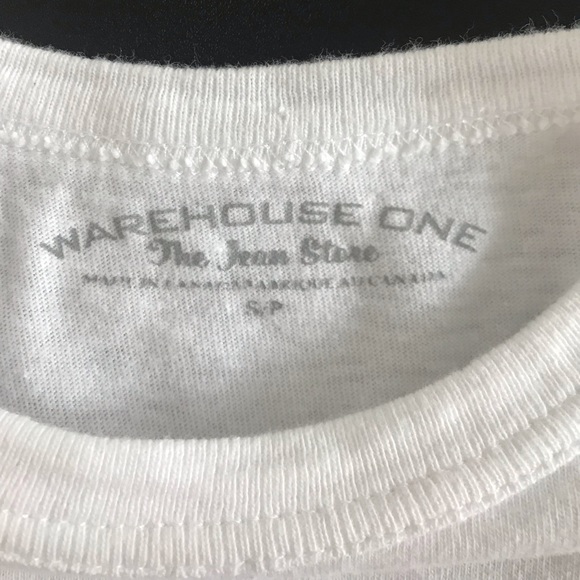 WAREHOUSE ONE
The Jean Store
MADE IN CANADA/FABRIQUE AU CANADA
S/P